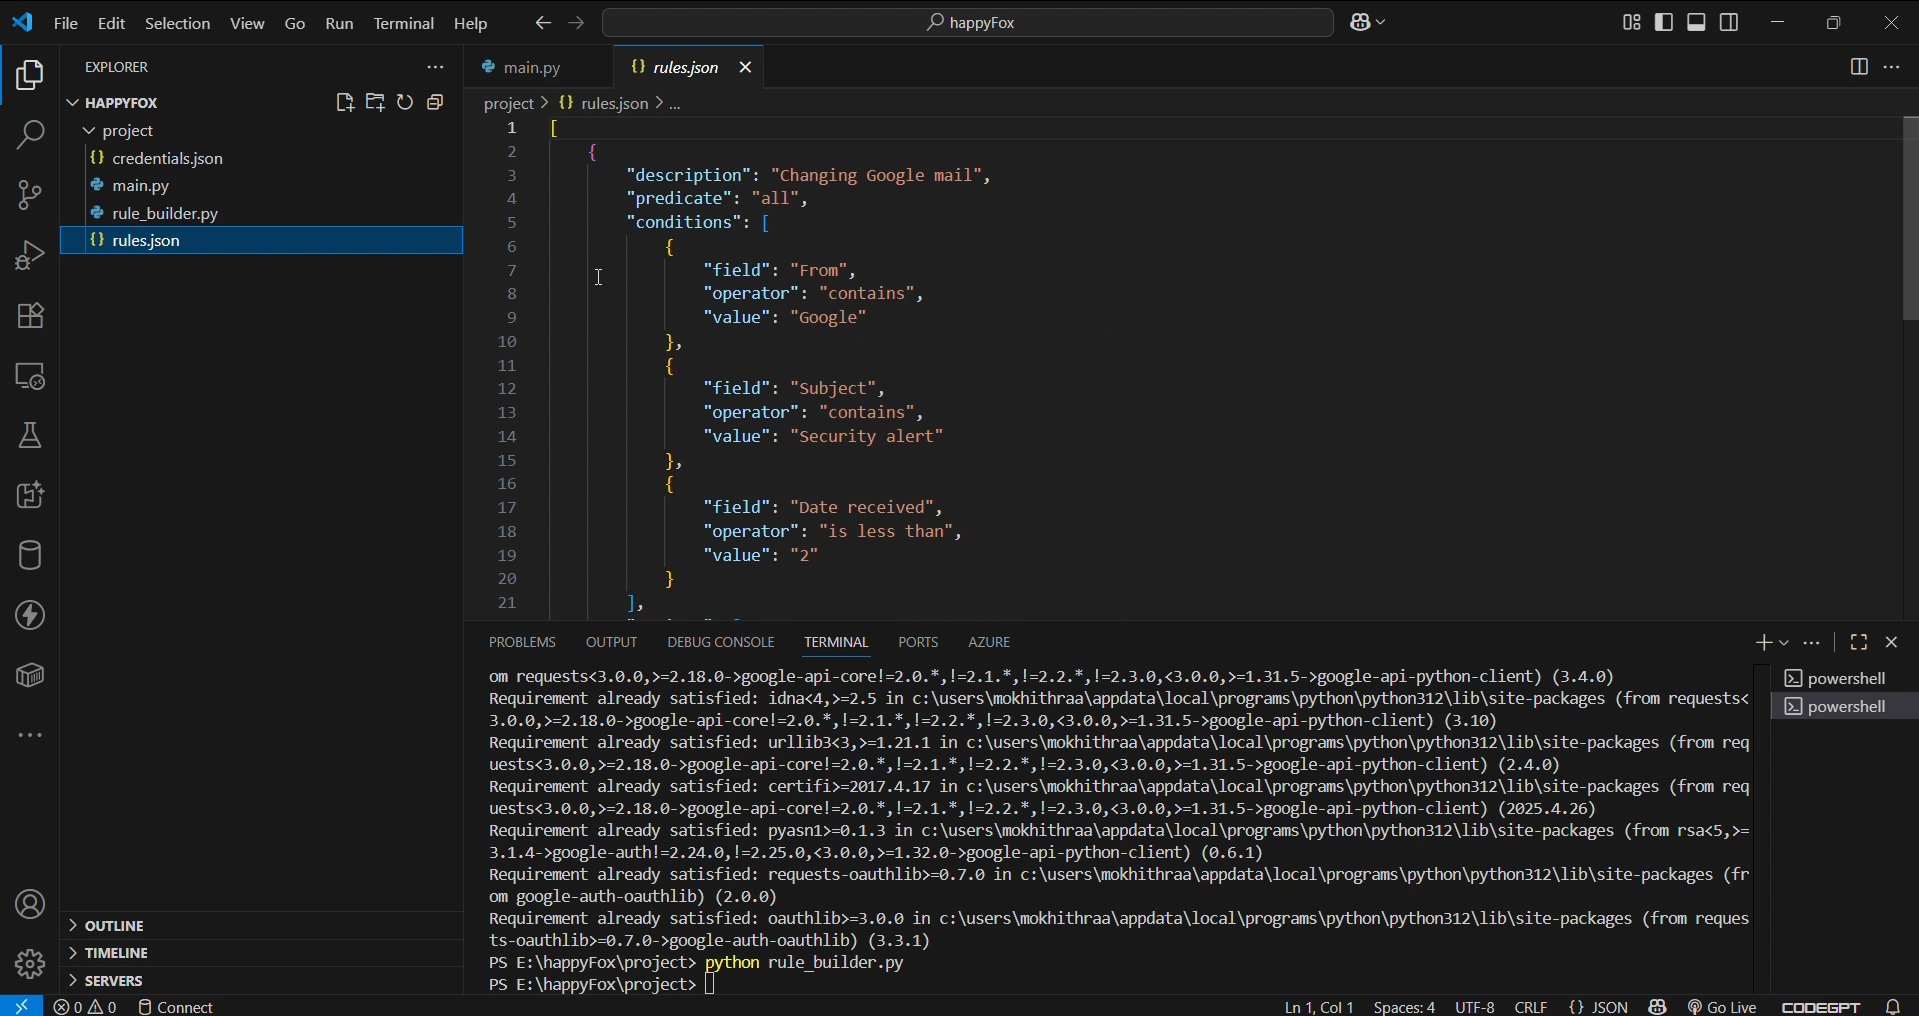 File Edit Selection View Go Run Terminal Help
happyFox
EXPLORER
HAPPYFOX
project
credentials.json
main.py
rule_builder.py
rules.json
OUTLINE
TIMELINE
SERVERS
main.py
rules.json
project > {} rules.json > ...
1 [
2 {
3 "description": "Changing Google mail",
4 "predicate": "all",
5 "conditions": [
6 {
7 "field": "From",
8 "operator": "contains",
9 "value": "Google"
10 },
11 {
12 "field": "Subject",
13 "operator": "contains",
14 "value": "Security alert"
15 },
16 {
17 "field": "Date received",
18 "operator": "is less than",
19 "value": "2"
20 }
21 ],
PROBLEMS OUTPUT DEBUG CONSOLE TERMINAL PORTS AZURE
om requests<3.0.0,>=2.18.0->google-api-core!=2.0.*,!=2.1.*,!=2.2.*,!=2.3.0,<3.0.0,>=1.31.5->google-api-python-client) (3.4.0)
Requirement already satisfied: idna<4,>=2.5 in c:\users\mokhithraa\appdata\local\programs\python\python312\lib\site-packages (from requests<
3.0.0,>=2.18.0->google-api-core!=2.0.*,!=2.1.*,!=2.2.*,!=2.3.0,<3.0.0,>=1.31.5->google-api-python-client) (3.10)
Requirement already satisfied: urllib3<3,>=1.21.1 in c:\users\mokhithraa\appdata\local\programs\python\python312\lib\site-packages (from req
uests<3.0.0,>=2.18.0->google-api-core!=2.0.*,!=2.1.*,!=2.2.*,!=2.3.0,<3.0.0,>=1.31.5->google-api-python-client) (2.4.0)
Requirement already satisfied: certifi>=2017.4.17 in c:\users\mokhithraa\appdata\local\programs\python\python312\lib\site-packages (from req
uests<3.0.0,>=2.18.0->google-api-core!=2.0.*,!=2.1.*,!=2.2.*,!=2.3.0,<3.0.0,>=1.31.5->google-api-python-client) (2025.4.26)
Requirement already satisfied: pyasn1>=0.1.3 in c:\users\mokhithraa\appdata\local\programs\python\python312\lib\site-packages (from rsa<5,>=
3.1.4->google-auth!=2.24.0,!=2.25.0,<3.0.0,>=1.32.0->google-api-python-client) (0.6.1)
Requirement already satisfied: requests-oauthlib>=0.7.0 in c:\users\mokhithraa\appdata\local\programs\python\python312\lib\site-packages (fr
om google-auth-oauthlib) (2.0.0)
Requirement already satisfied: oauthlib>=3.0.0 in c:\users\mokhithraa\appdata\local\programs\python\python312\lib\site-packages (from reques
ts-oauthlib>=0.7.0->google-auth-oauthlib) (3.3.1)
PS E:\happyFox\project> python rule_builder.py
PS E:\happyFox\project>
powershell
powershell
0 0 Connect
Ln 1, Col 1 Spaces: 4 UTF-8 CRLF {} JSON Go Live CODEGPT